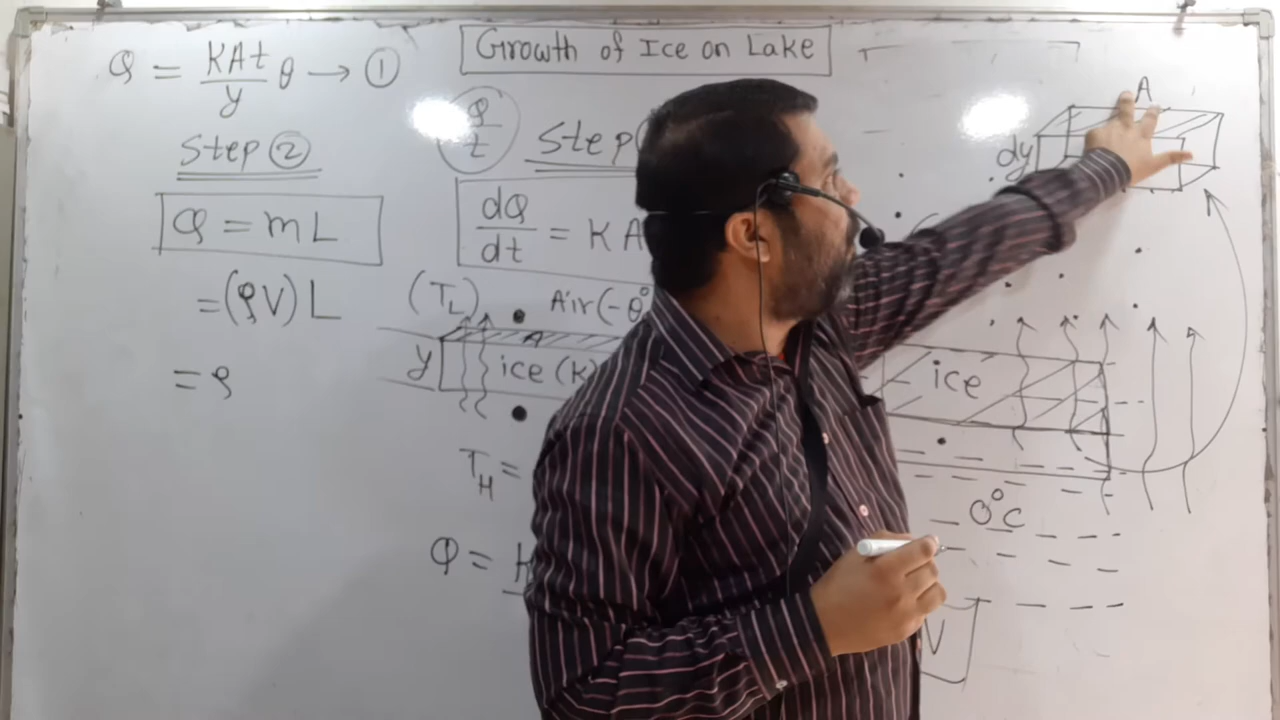 Growth of Ice on Lake
Q = KAt/y θ → ①
Step ②
Q = mL
= (ρV) L
= ρ
Q/t
Step
dQ/dt = KA
(T_L)
Air (-θ°
A
y
ice (K)
T_H =
Q =
A
dy
ice
0°C